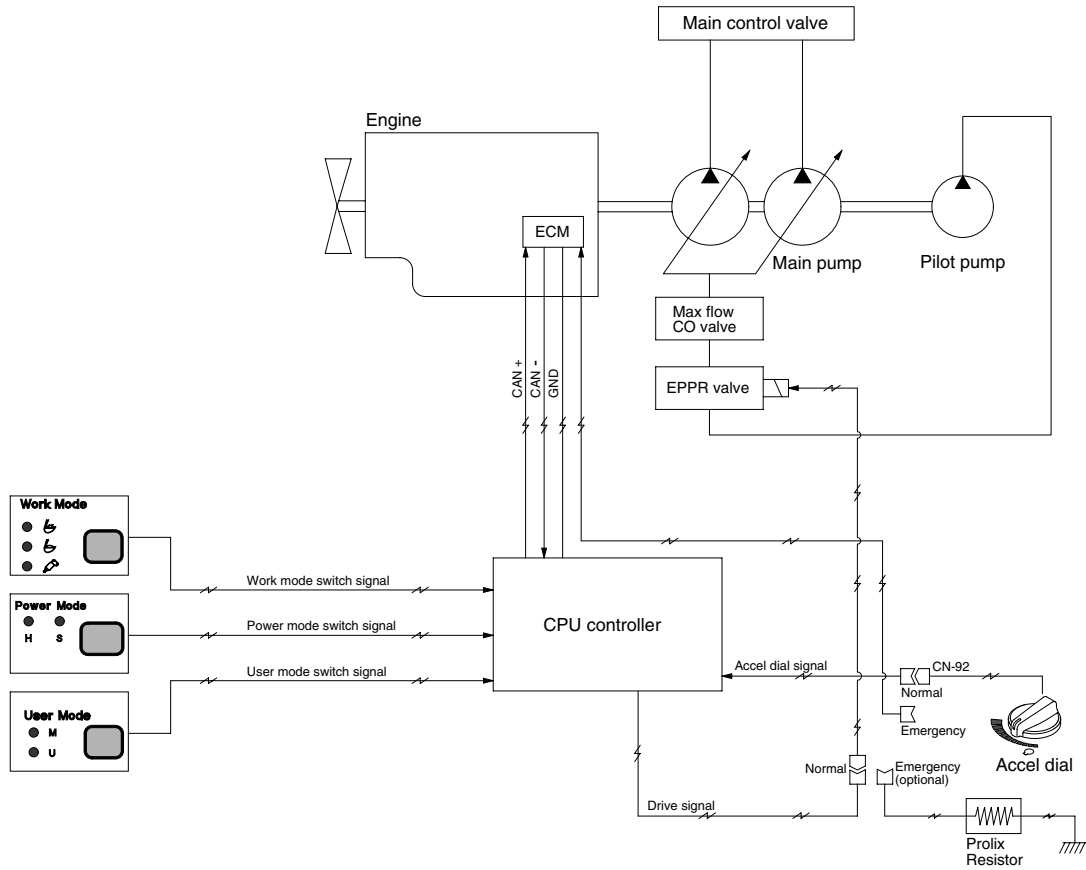 Main control valve
Engine
ECM
Main pump
Pilot pump
Max flow
CO valve
EPPR valve
CAN +
CAN -
GND
Work Mode
Work mode switch signal
Power Mode
H S
Power mode switch signal
CPU controller
User mode switch signal
User Mode
M
U
Accel dial signal
CN-92
Normal
Emergency
Accel dial
Normal
Emergency
(optional)
Drive signal
Prolix
Resistor